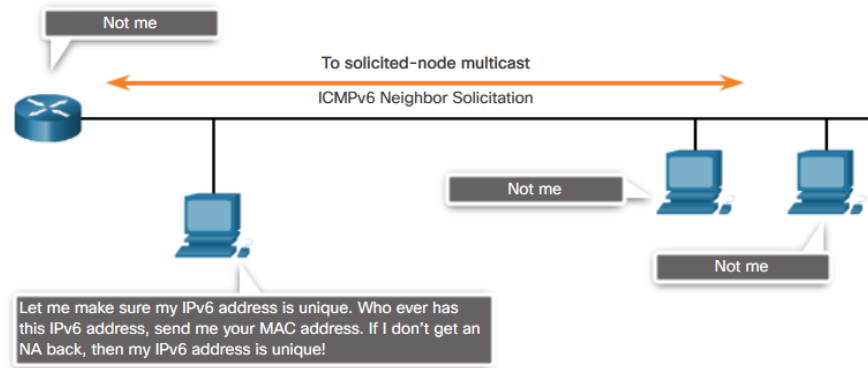 Not me
To solicited-node multicast
ICMPv6 Neighbor Solicitation
Not me
Not me
Let me make sure my IPv6 address is unique. Who ever has
this IPv6 address, send me your MAC address. If I don't get an
NA back, then my IPv6 address is unique!